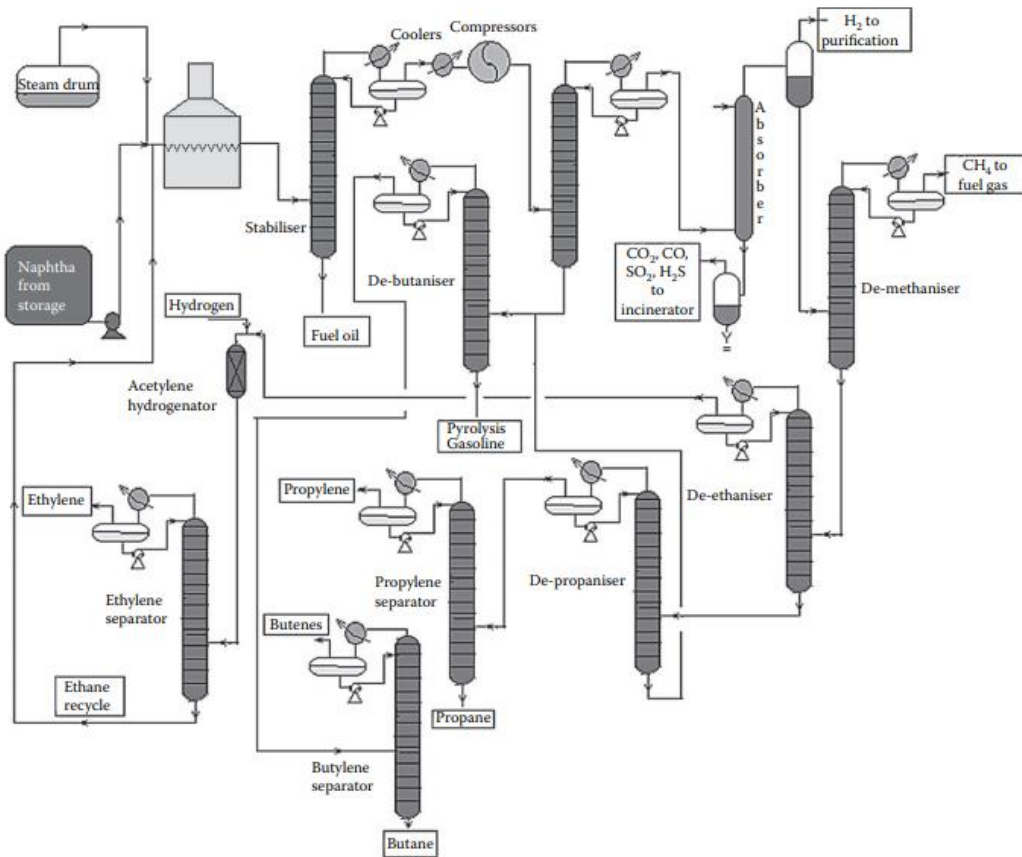 H₂ to
purification
Coolers
Compressors
Steam drum
Absorber
CH₄ to
fuel gas
Stabiliser
Naphtha
from
storage
De-butaniser
CO₂, CO,
SO₂, H₂S
to
incinerator
De-methaniser
Hydrogen
Fuel oil
Acetylene
hydrogenator
Pyrolysis
Gasoline
Ethylene
Propylene
De-ethaniser
Ethylene
separator
Propylene
separator
De-propaniser
Butenes
Ethane
recycle
Propane
Butylene
separator
Butane